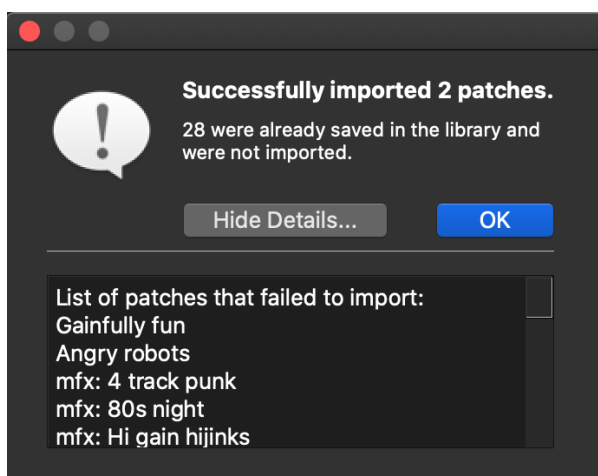 Successfully imported 2 patches.
28 were already saved in the library and
were not imported.
Hide Details...
OK
List of patches that failed to import:
Gainfully fun
Angry robots
mfx: 4 track punk
mfx: 80s night
mfx: Hi gain hijinks